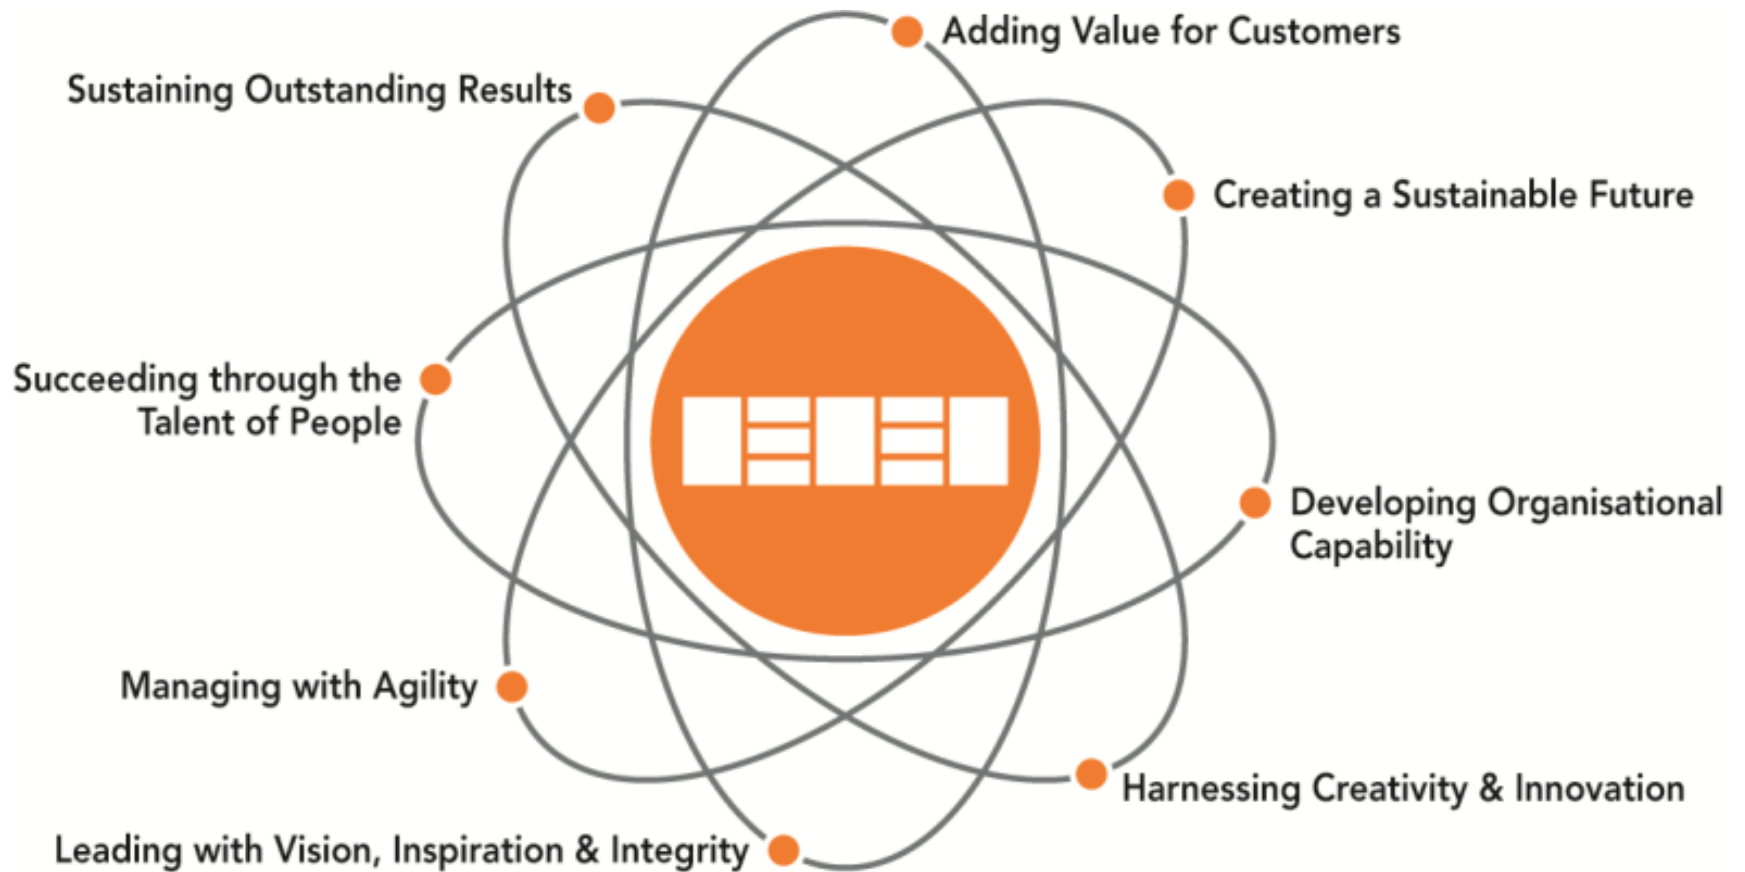 Adding Value for Customers
Creating a Sustainable Future
Developing Organisational
Capability
Harnessing Creativity & Innovation
Leading with Vision, Inspiration & Integrity
Managing with Agility
Succeeding through the
Talent of People
Sustaining Outstanding Results